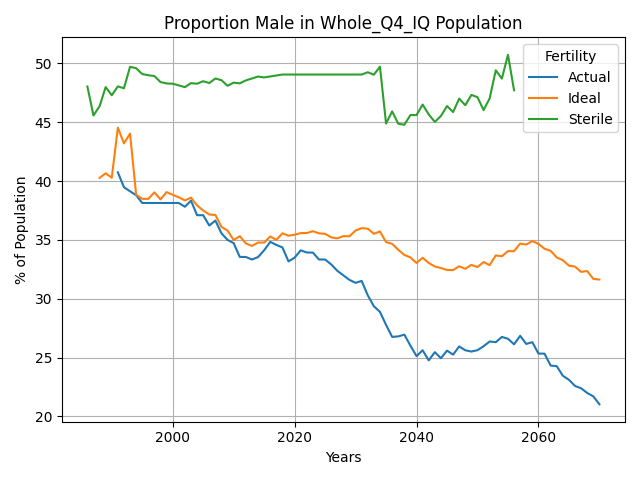 Proportion Male in Whole_Q4_IQ Population
% of Population
50
45
40
35
30
25
20
Fertility
Actual
Ideal
Sterile
2000
2020
2040
2060
Years